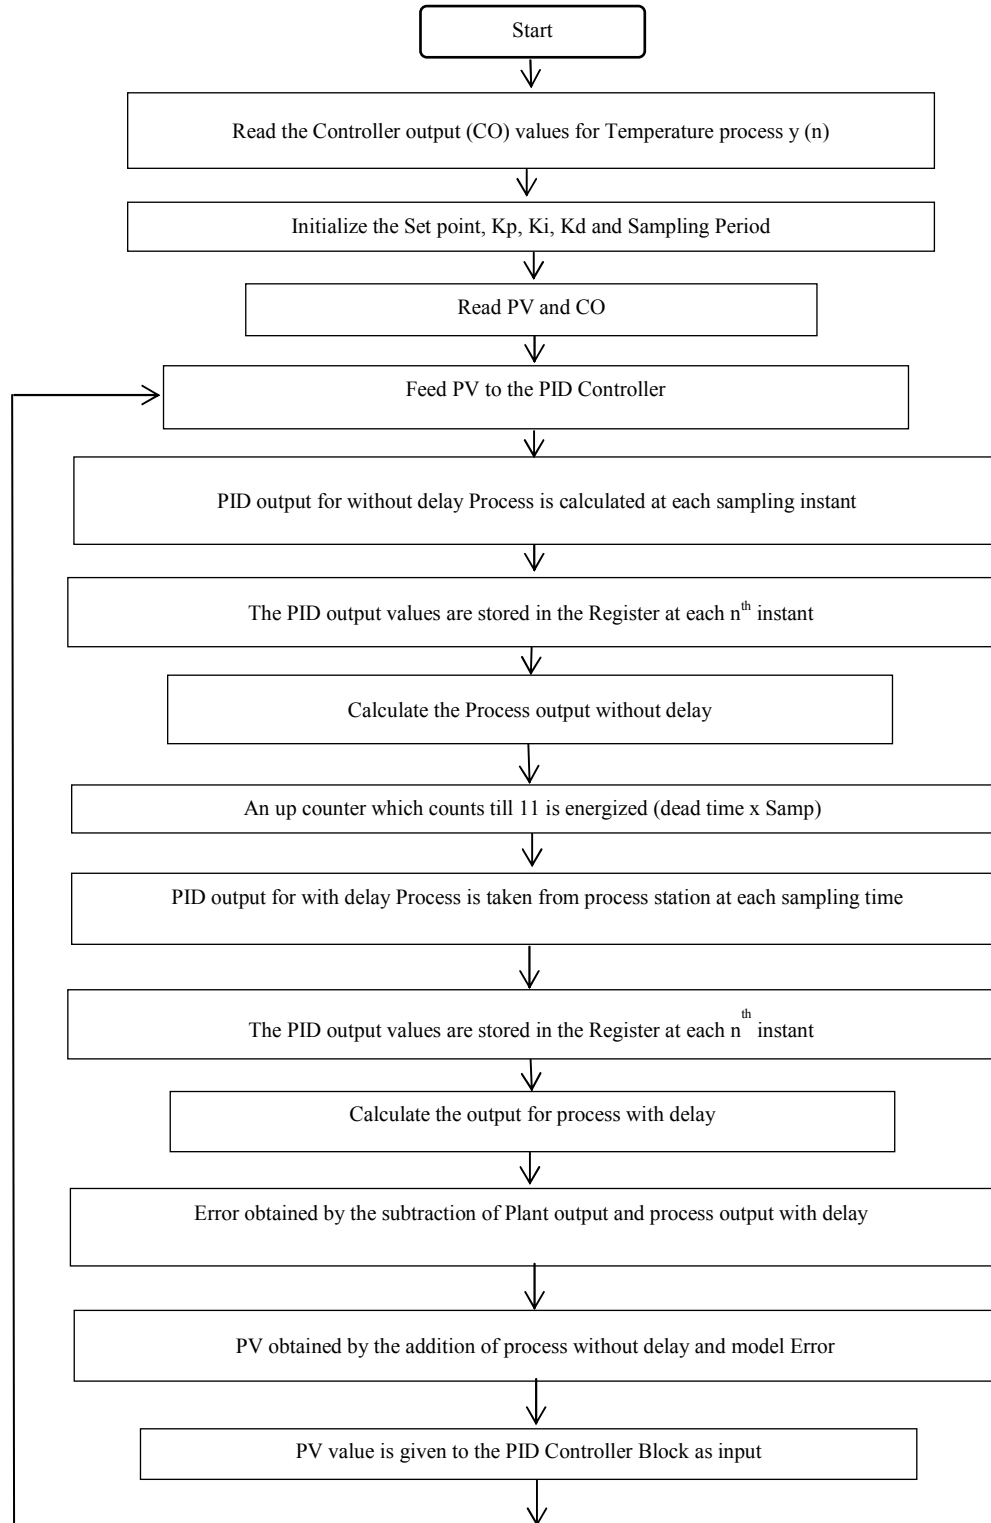 Start
Read the Controller output (CO) values for Temperature process y (n)
Initialize the Set point, Kp, Ki, Kd and Sampling Period
Read PV and CO
Feed PV to the PID Controller
PID output for without delay Process is calculated at each sampling instant
The PID output values are stored in the Register at each nth instant
Calculate the Process output without delay
An up counter which counts till 11 is energized (dead time x Samp)
PID output for with delay Process is taken from process station at each sampling time
The PID output values are stored in the Register at each nth instant
Calculate the output for process with delay
Error obtained by the subtraction of Plant output and process output with delay
PV obtained by the addition of process without delay and model Error
PV value is given to the PID Controller Block as input